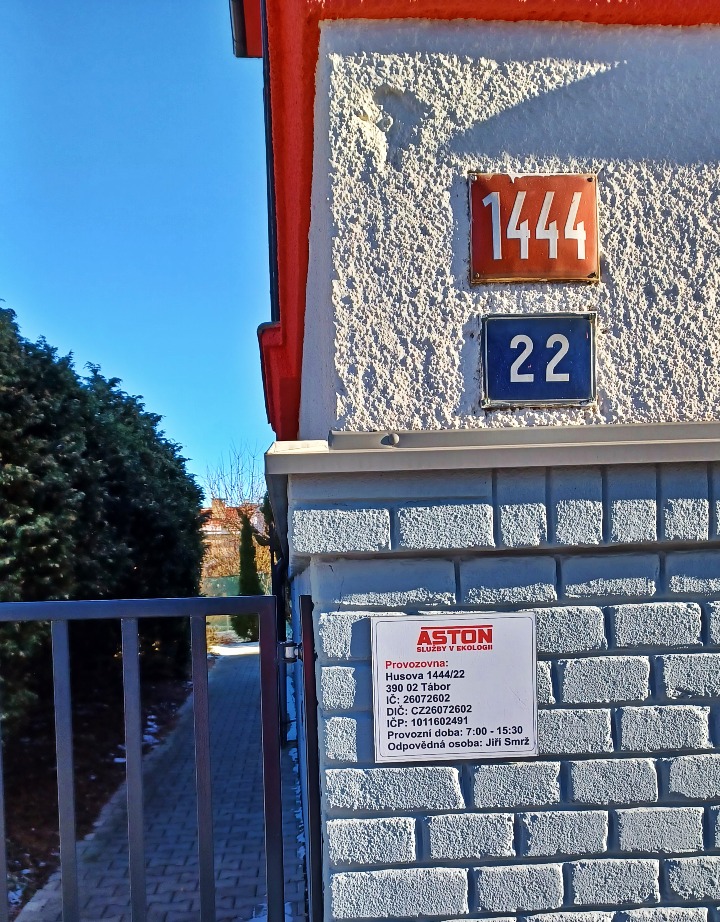 1444
22
ASTON
SLUŽBY V EKOLOGII
Provozovna:
Husova 1444/22
390 02 Tábor
IČ: 26072602
DIČ: CZ26072602
IČP: 1011602491
Provozní doba: 7:00 - 15:30
Odpovědná osoba: Jiří Smrž